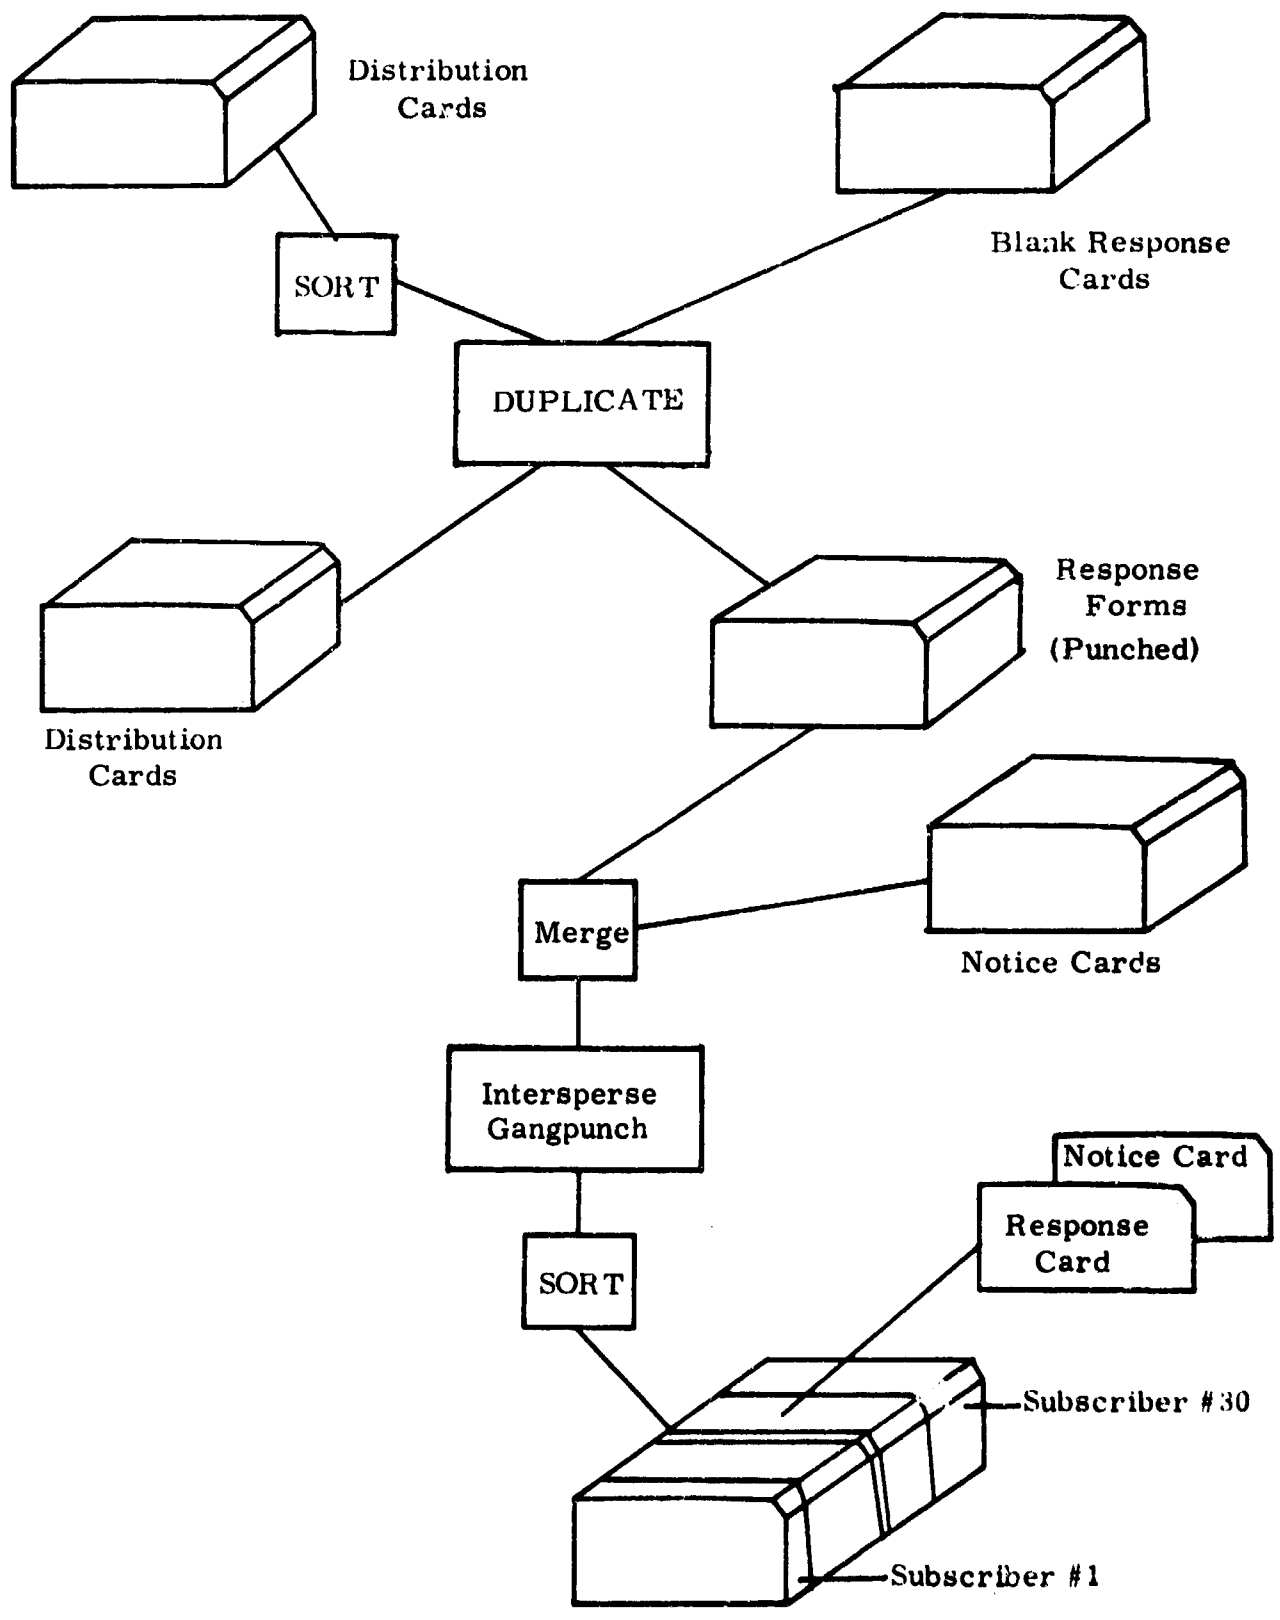 Distribution
Cards
Blank Response
Cards
SORT
DUPLICATE
Response
Forms
(Punched)
Distribution
Cards
Merge
Notice Cards
Intersperse
Gangpunch
Notice Card
Response
Card
SORT
Subscriber #30
Subscriber #1